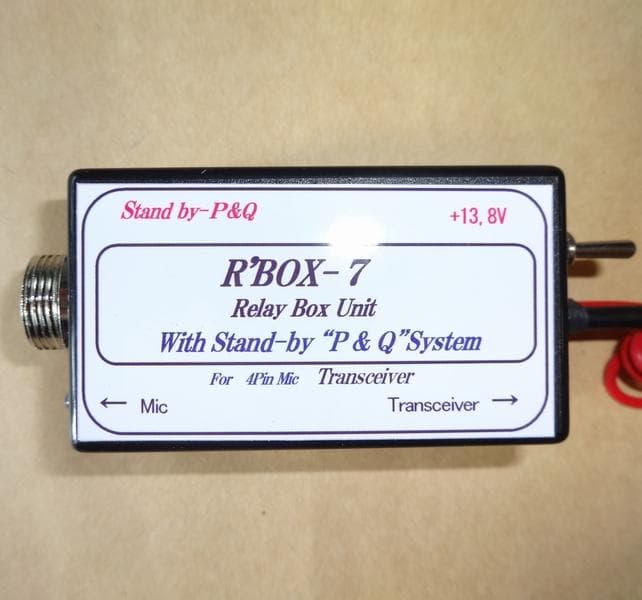 Stand by-P&Q
+13,8V
R'BOX-7
Relay Box Unit
With Stand-by “P & Q”System
For 4Pin Mic Transceiver
← Mic
Transceiver →